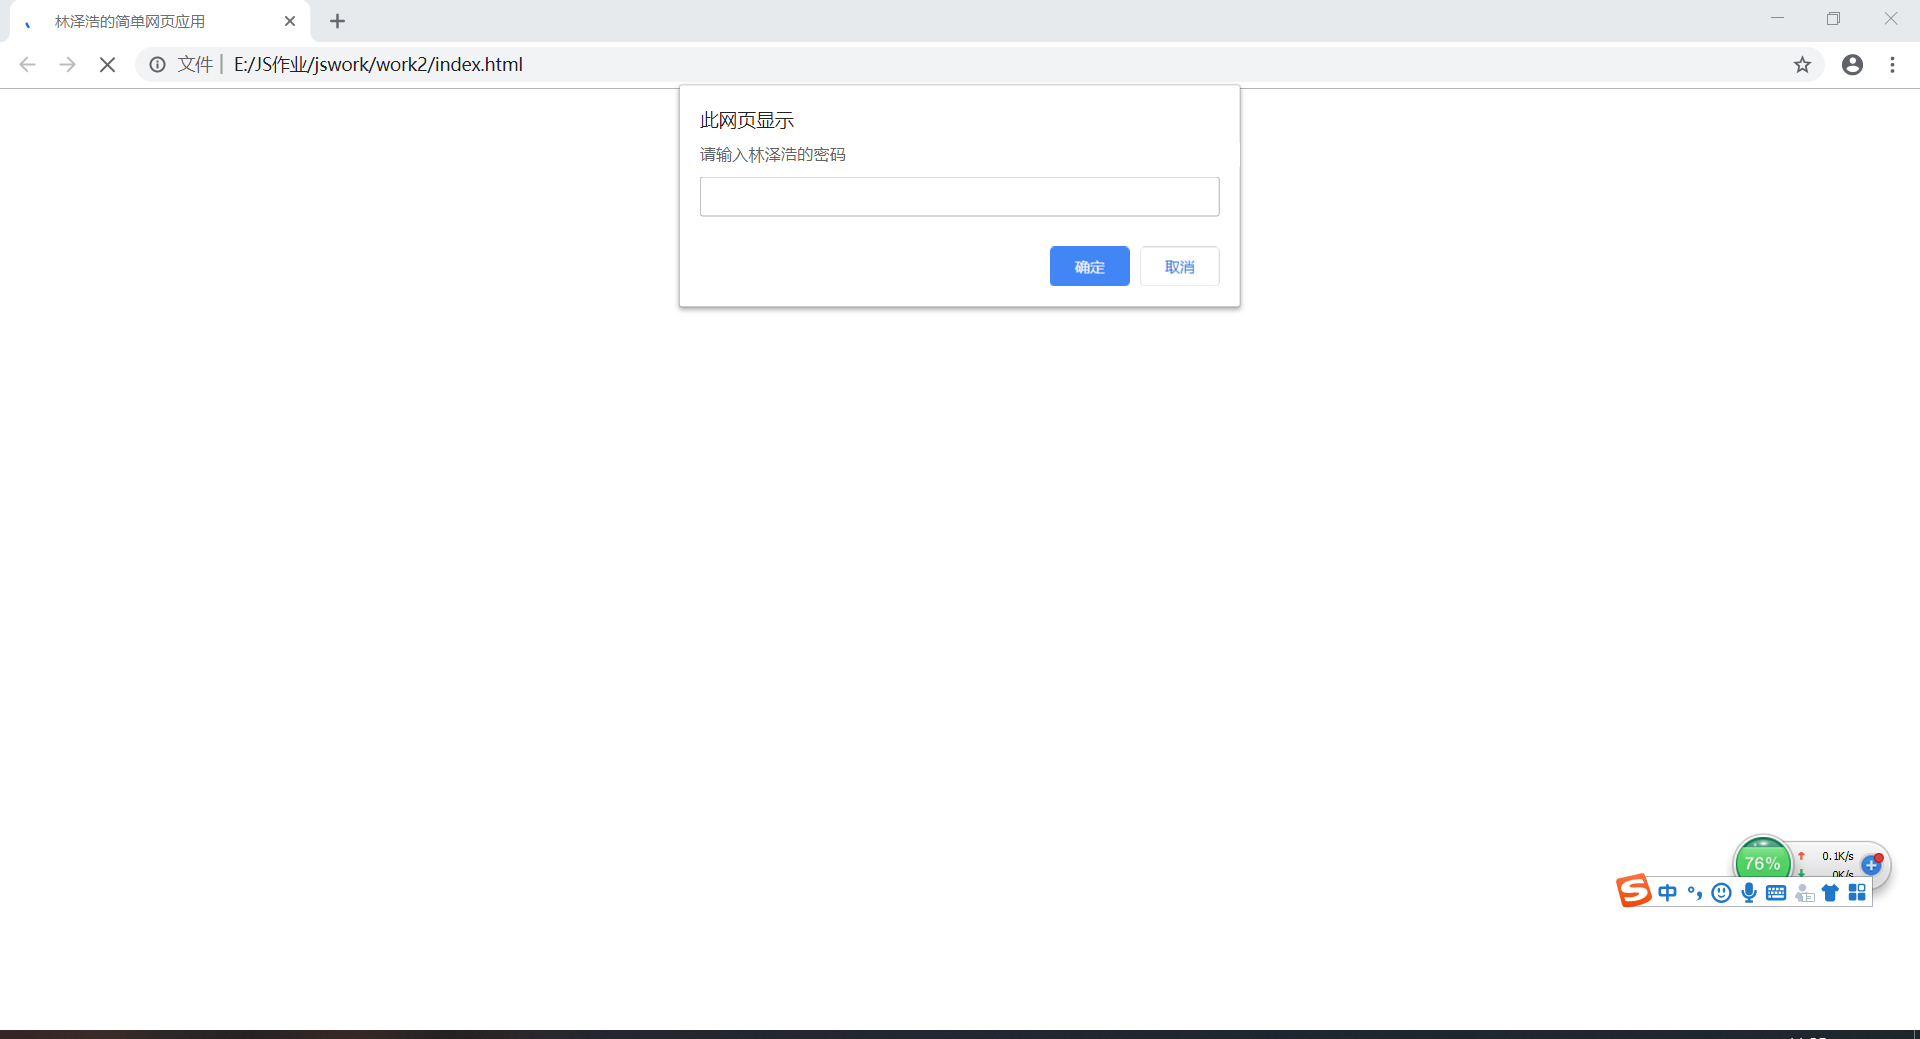 林泽浩的简单网页应用
文件 | E:/JS作业/jswork/work2/index.html
此网页显示
请输入林泽浩的密码
确定 取消
76% 0.1K/s
0K/s
S 中